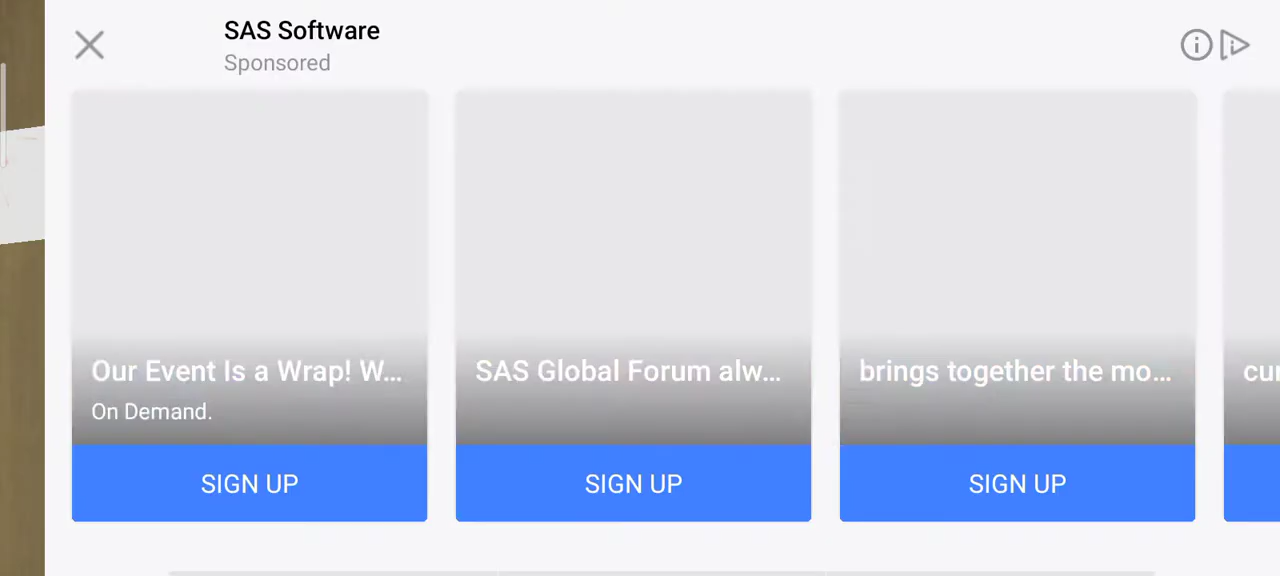 SAS Software
Sponsored
Our Event Is a Wrap! W...
On Demand.
SIGN UP
SAS Global Forum alw...
SIGN UP
brings together the mo...
SIGN UP
cur